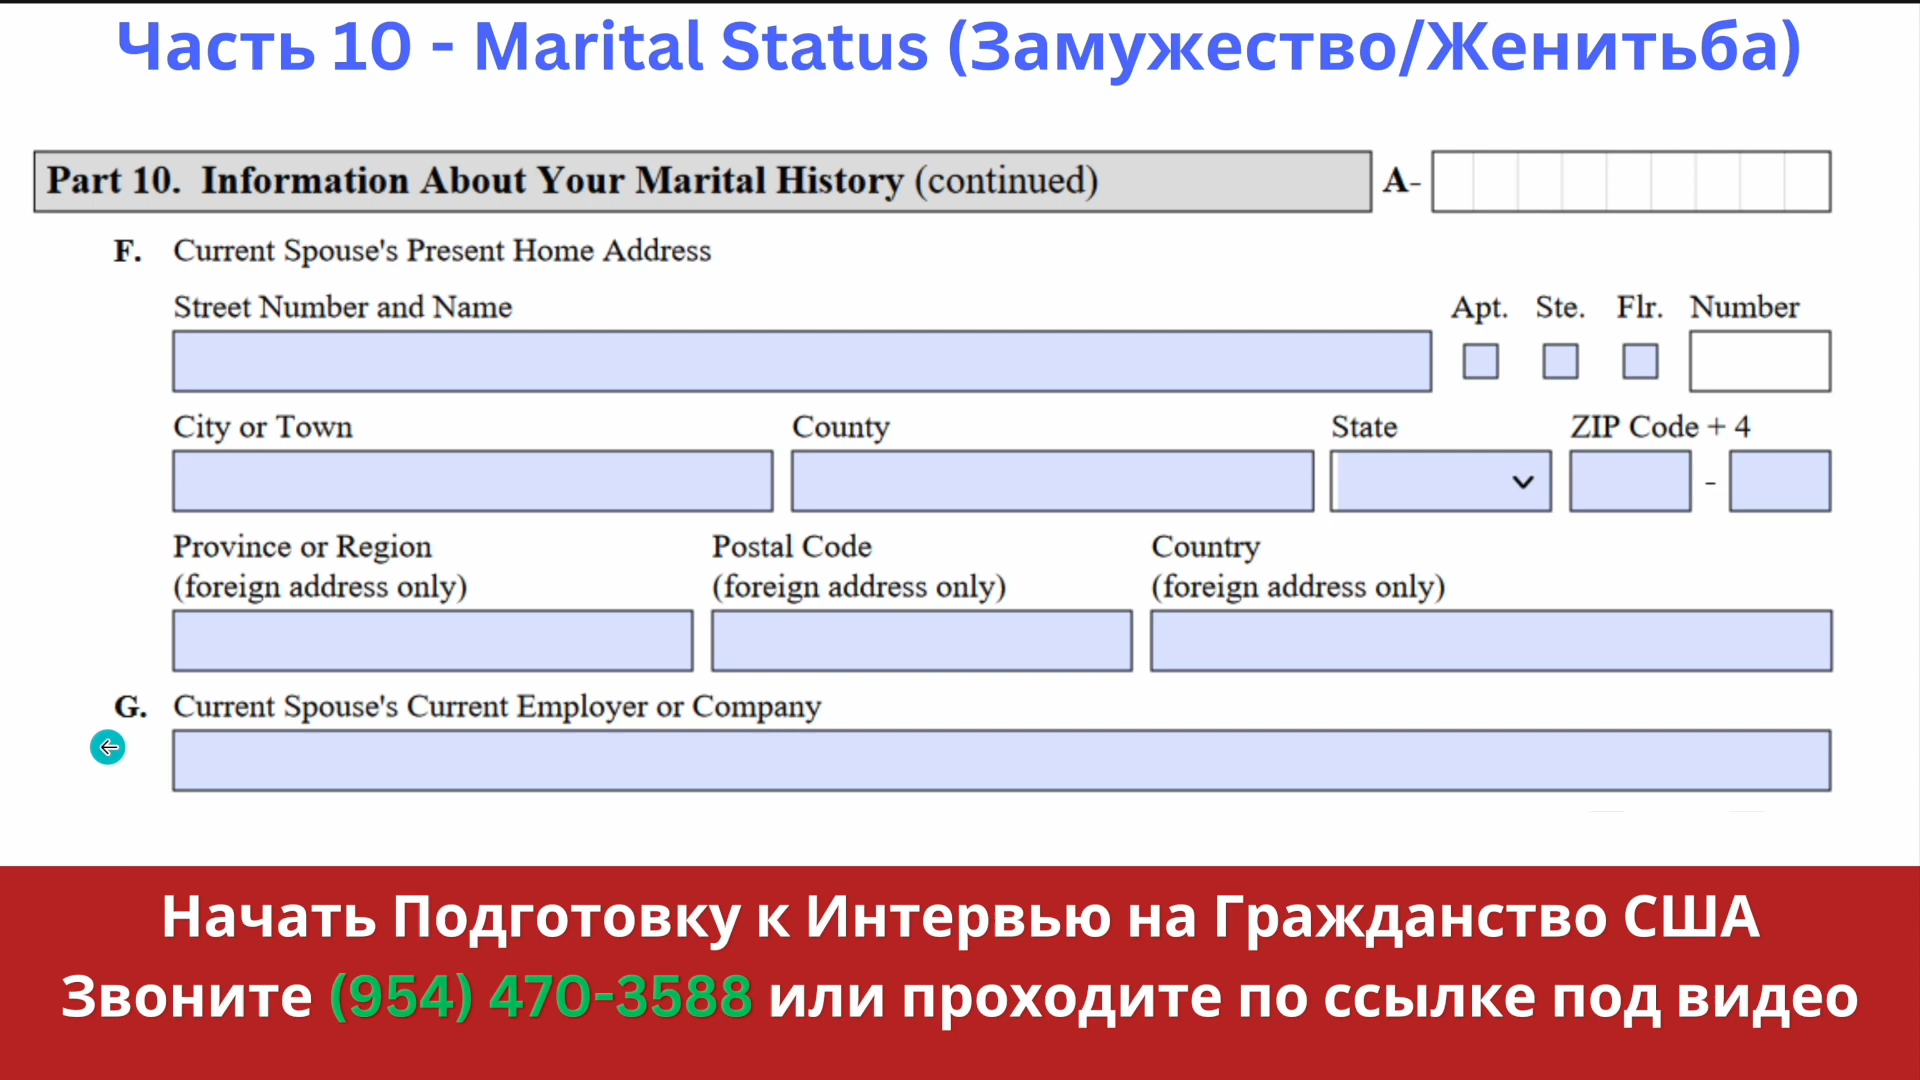 Часть 10 - Marital Status (Замужество/Женитьба)
Part 10. Information About Your Marital History (continued) A-
F. Current Spouse's Present Home Address
Street Number and Name Apt. Ste. Flr. Number
City or Town County State ZIP Code + 4
-
Province or Region Postal Code Country
(foreign address only) (foreign address only) (foreign address only)
G. Current Spouse's Current Employer or Company
Начать Подготовку к Интервью на Гражданство США
Звоните (954) 470-3588 или проходите по ссылке под видео